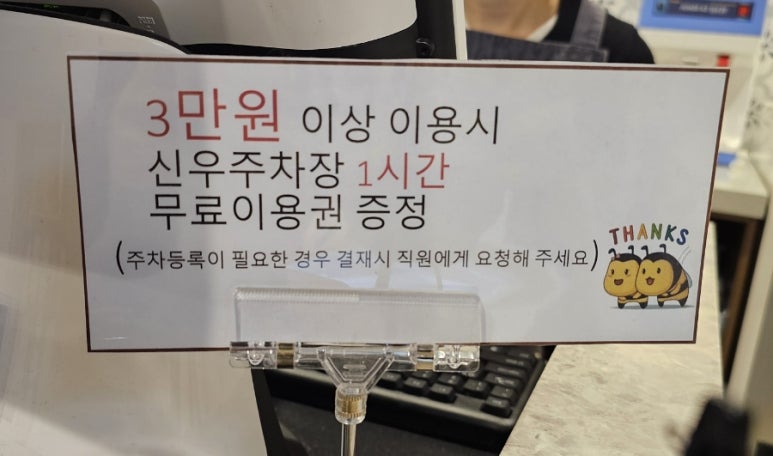 3만원 이상 이용시
신우주차장 1시간
무료이용권 증정
(주차등록이 필요한 경우 결재시 직원에게 요청해 주세요)
THANKS